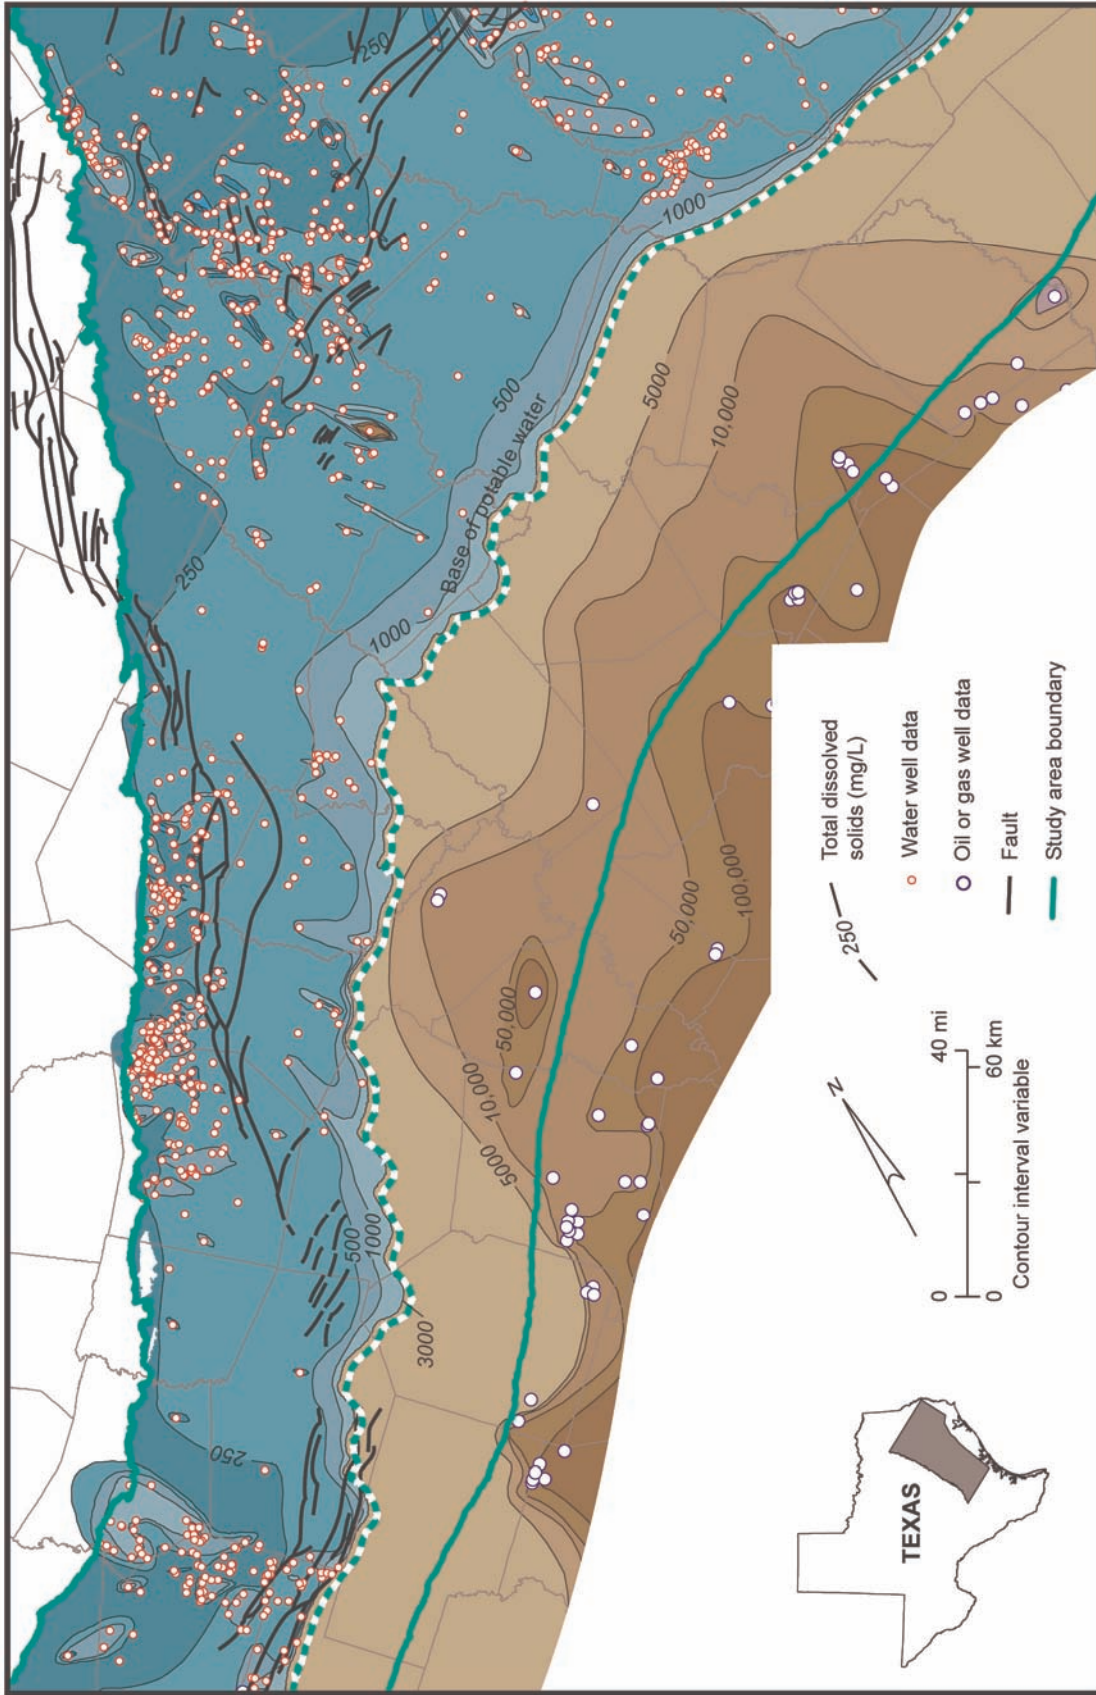 250
250
500
1000
Base of potable water
1000
5000
10,000
250
500
1000
3000
5000
10,000
50,000
50,000
100,000
250
Total dissolved
solids (mg/L)
Water well data
Oil or gas well data
Fault
Study area boundary
N
0
40 mi
0
60 km
Contour interval variable
TEXAS